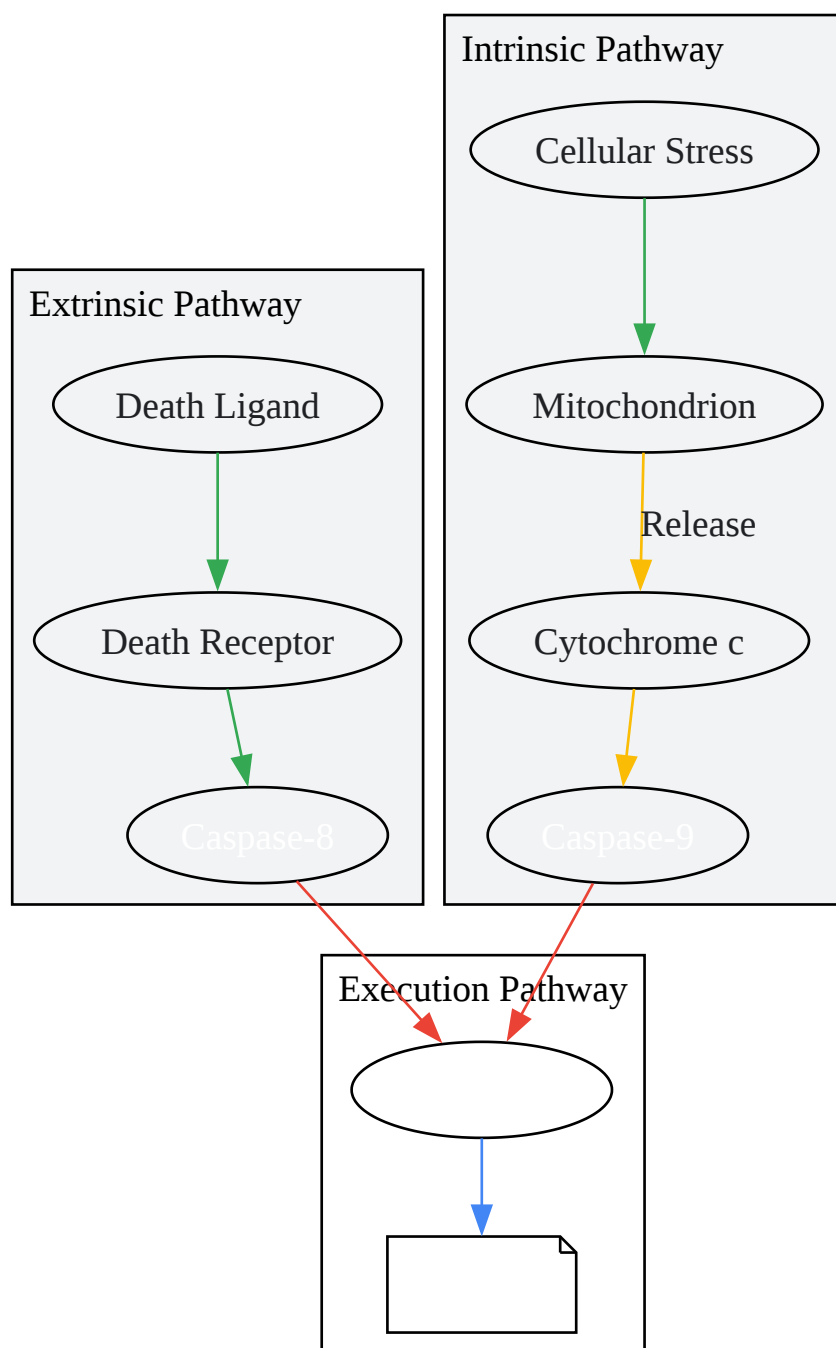 Intrinsic Pathway
Cellular Stress
Extrinsic Pathway
Death Ligand
Mitochondrion
Release
Death Receptor
Cytochrome c
Caspase-8
Caspase-9
Execution Pathway